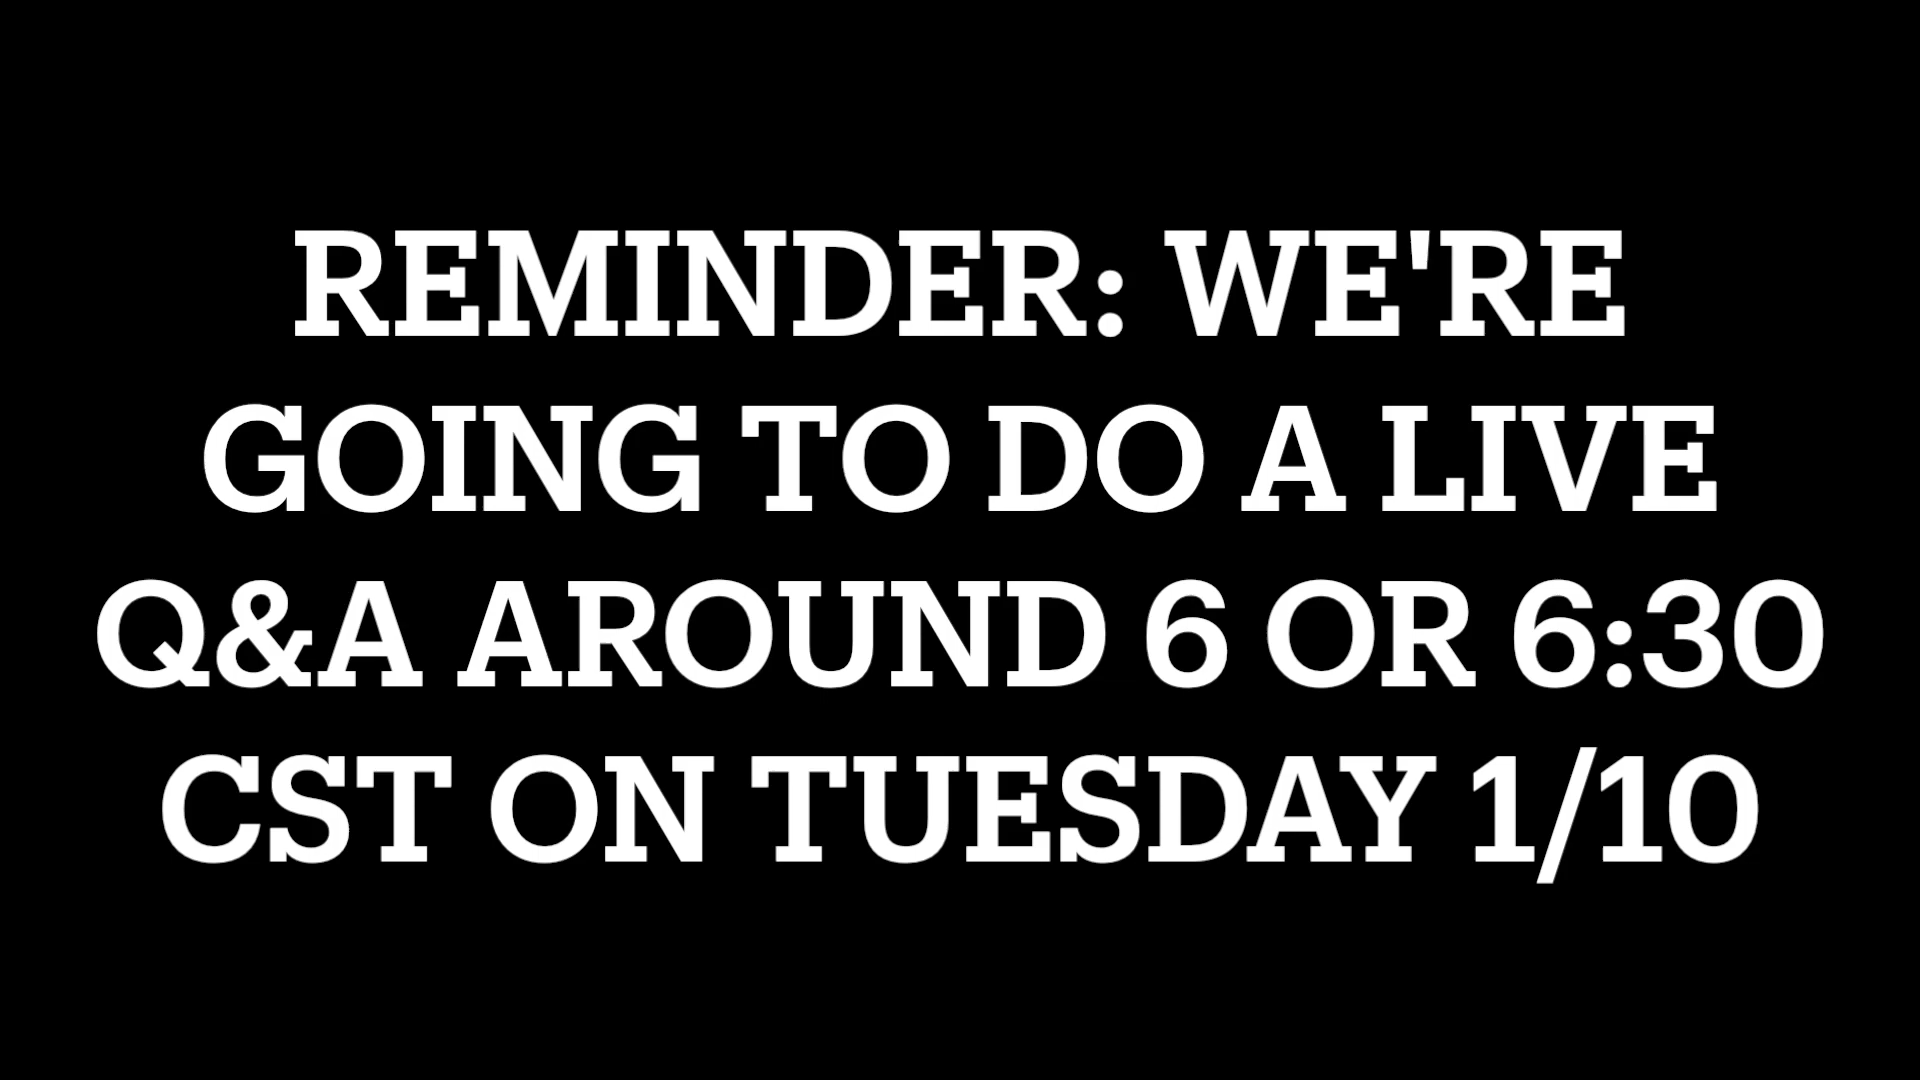 REMINDER: WE'RE
GOING TO DO A LIVE
Q&A AROUND 6 OR 6:30
CST ON TUESDAY 1/10